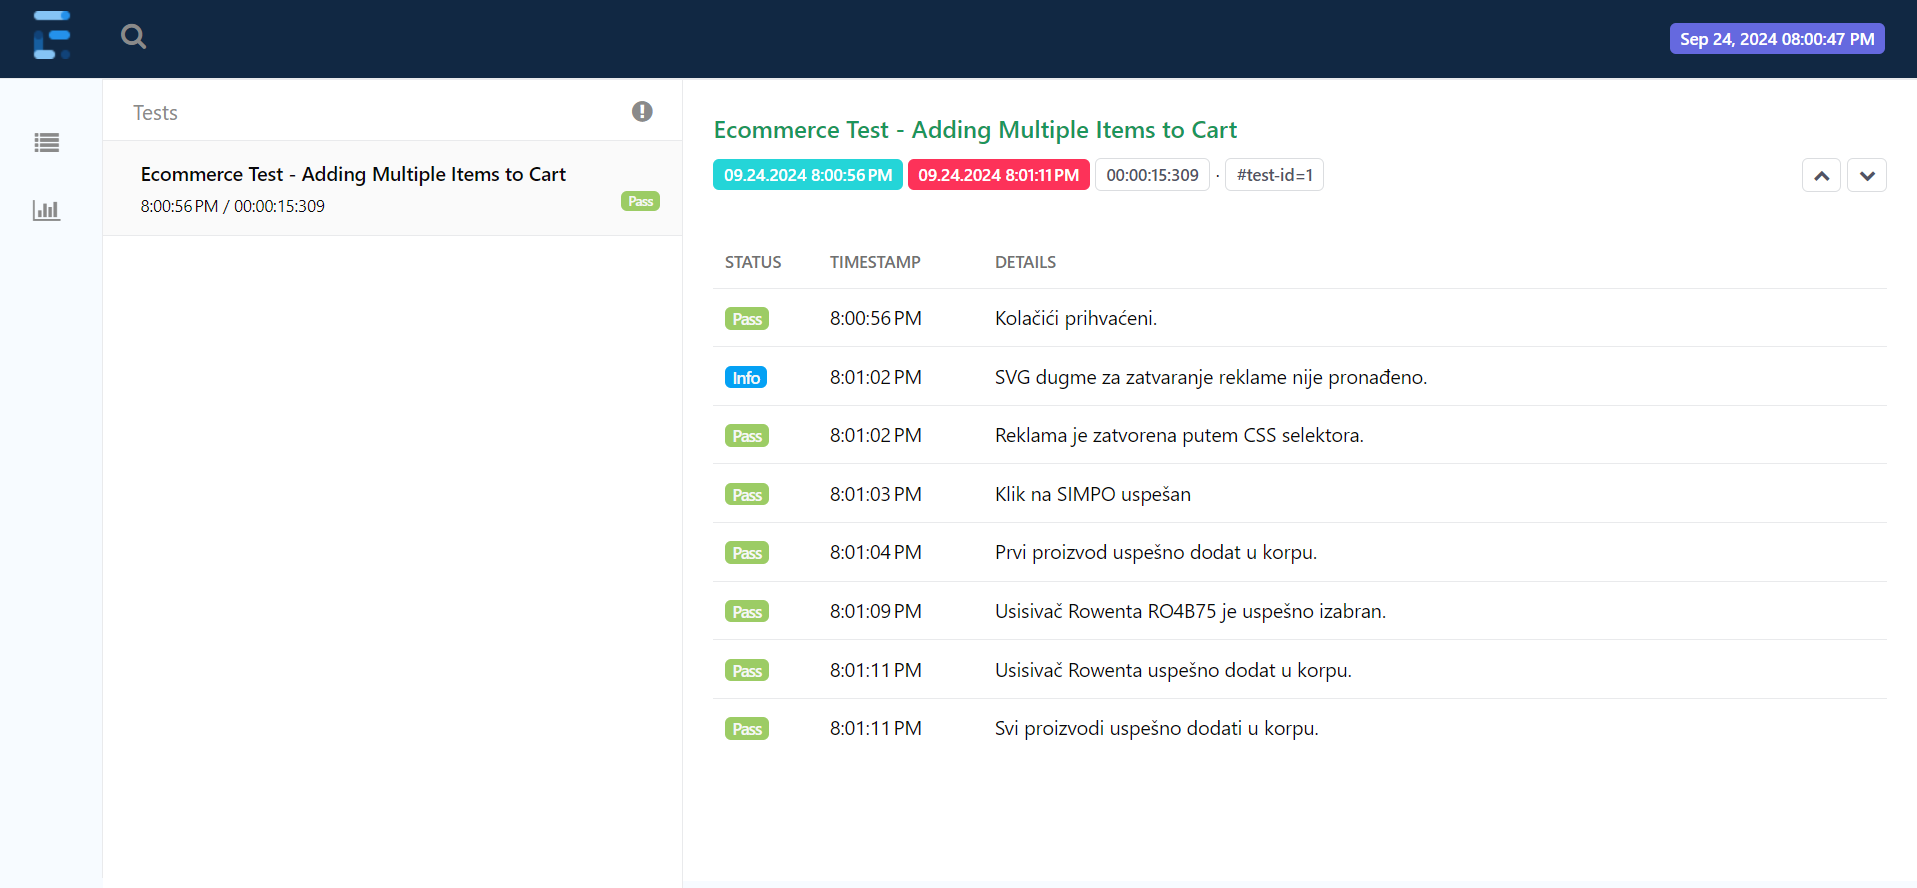 Sep 24, 2024 08:00:47 PM
Tests
Ecommerce Test - Adding Multiple Items to Cart
8:00:56 PM / 00:00:15:309
Pass
Ecommerce Test - Adding Multiple Items to Cart
09.24.2024 8:00:56 PM 09.24.2024 8:01:11 PM 00:00:15:309 · #test-id=1
STATUS TIMESTAMP DETAILS
Pass 8:00:56 PM Kolačići prihvaćeni.
Info 8:01:02 PM SVG dugme za zatvaranje reklame nije pronađeno.
Pass 8:01:02 PM Reklama je zatvorena putem CSS selektora.
Pass 8:01:03 PM Klik na SIMPO uspešan
Pass 8:01:04 PM Prvi proizvod uspešno dodat u korpu.
Pass 8:01:09 PM Usisivač Rowenta RO4B75 je uspešno izabran.
Pass 8:01:11 PM Usisivač Rowenta uspešno dodat u korpu.
Pass 8:01:11 PM Svi proizvodi uspešno dodati u korpu.